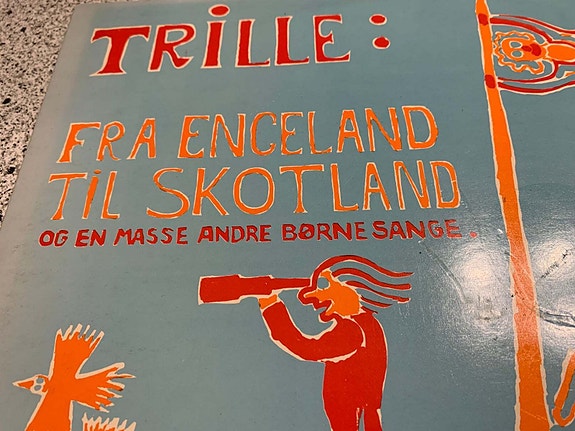 TRILLE:
FRA ENGELAND
TIL SKOTLAND
OG EN MASSE ANDRE BØRNESANGE.